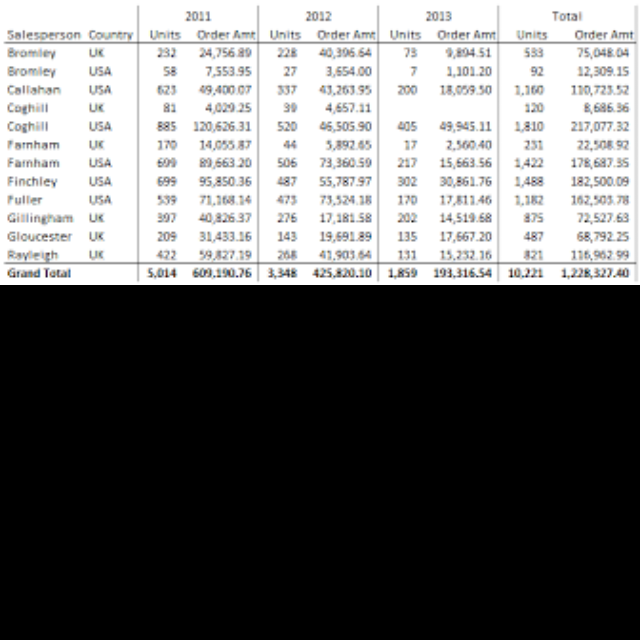 2011 2012 2013 Total
Salesperson Country Units Order Amt Units Order Amt Units Order Amt Units Order Amt
Bromley UK 232 24,756.89 228 40,396.64 73 9,894.51 533 75,048.04
Bromley USA 58 7,553.95 27 3,654.00 7 1,101.20 92 12,309.15
Callahan USA 623 49,400.07 337 43,263.95 200 18,059.50 1,160 110,723.52
Coghill UK 81 4,029.25 39 4,657.11 120 8,686.36
Coghill USA 885 120,626.31 520 46,505.90 405 49,945.11 1,810 217,077.32
Farnham UK 170 14,055.87 44 5,892.65 17 2,560.40 231 22,508.92
Farnham USA 699 89,663.20 506 73,360.59 217 15,663.56 1,422 178,687.35
Finchley USA 699 95,850.36 487 55,787.97 302 30,861.76 1,488 182,500.09
Fuller USA 539 71,168.14 473 73,524.18 170 17,811.46 1,182 162,503.78
Gillingham UK 397 40,826.37 276 17,181.58 202 14,519.68 875 72,527.63
Gloucester UK 209 31,433.16 143 19,691.89 135 17,667.20 487 68,792.25
Rayleigh UK 422 59,827.19 268 41,903.64 131 15,232.16 821 116,962.99
Grand Total 5,014 609,190.76 3,348 425,820.10 1,859 193,316.54 10,221 1,228,327.40